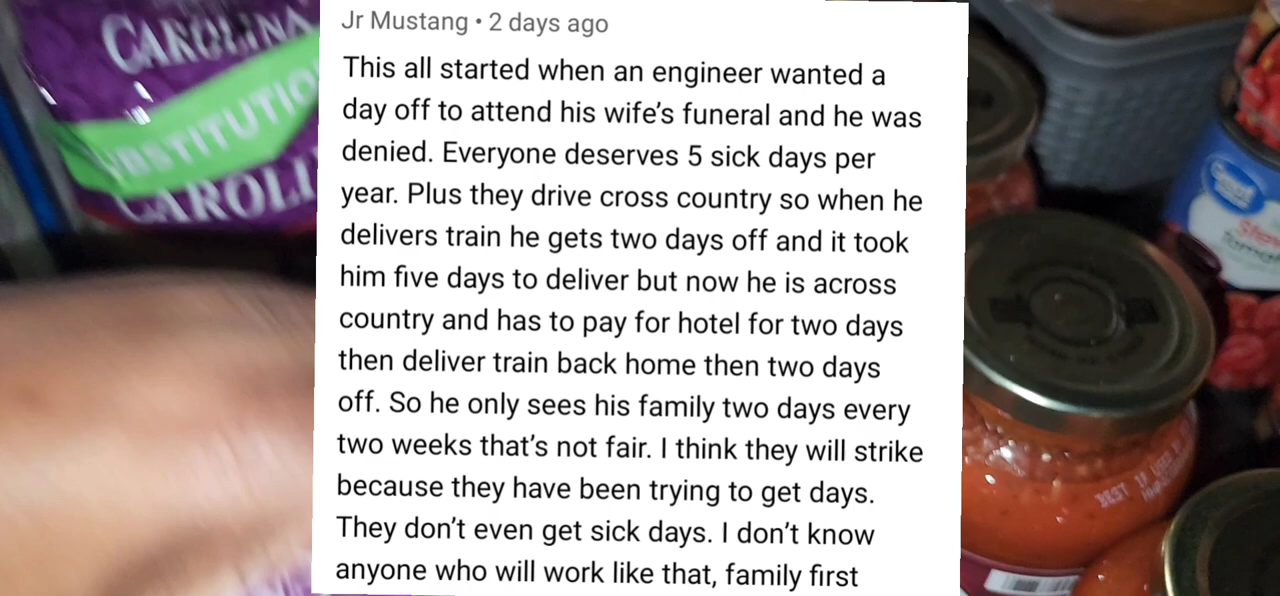 CAROLINA
CAROLI
Jr Mustang • 2 days ago
This all started when an engineer wanted a
day off to attend his wife's funeral and he was
denied. Everyone deserves 5 sick days per
year. Plus they drive cross country so when he
delivers train he gets two days off and it took
him five days to deliver but now he is across
country and has to pay for hotel for two days
then deliver train back home then two days
off. So he only sees his family two days every
two weeks that's not fair. I think they will strike
because they have been trying to get days.
They don't even get sick days. I don't know
anyone who will work like that, family first
Great
BEST